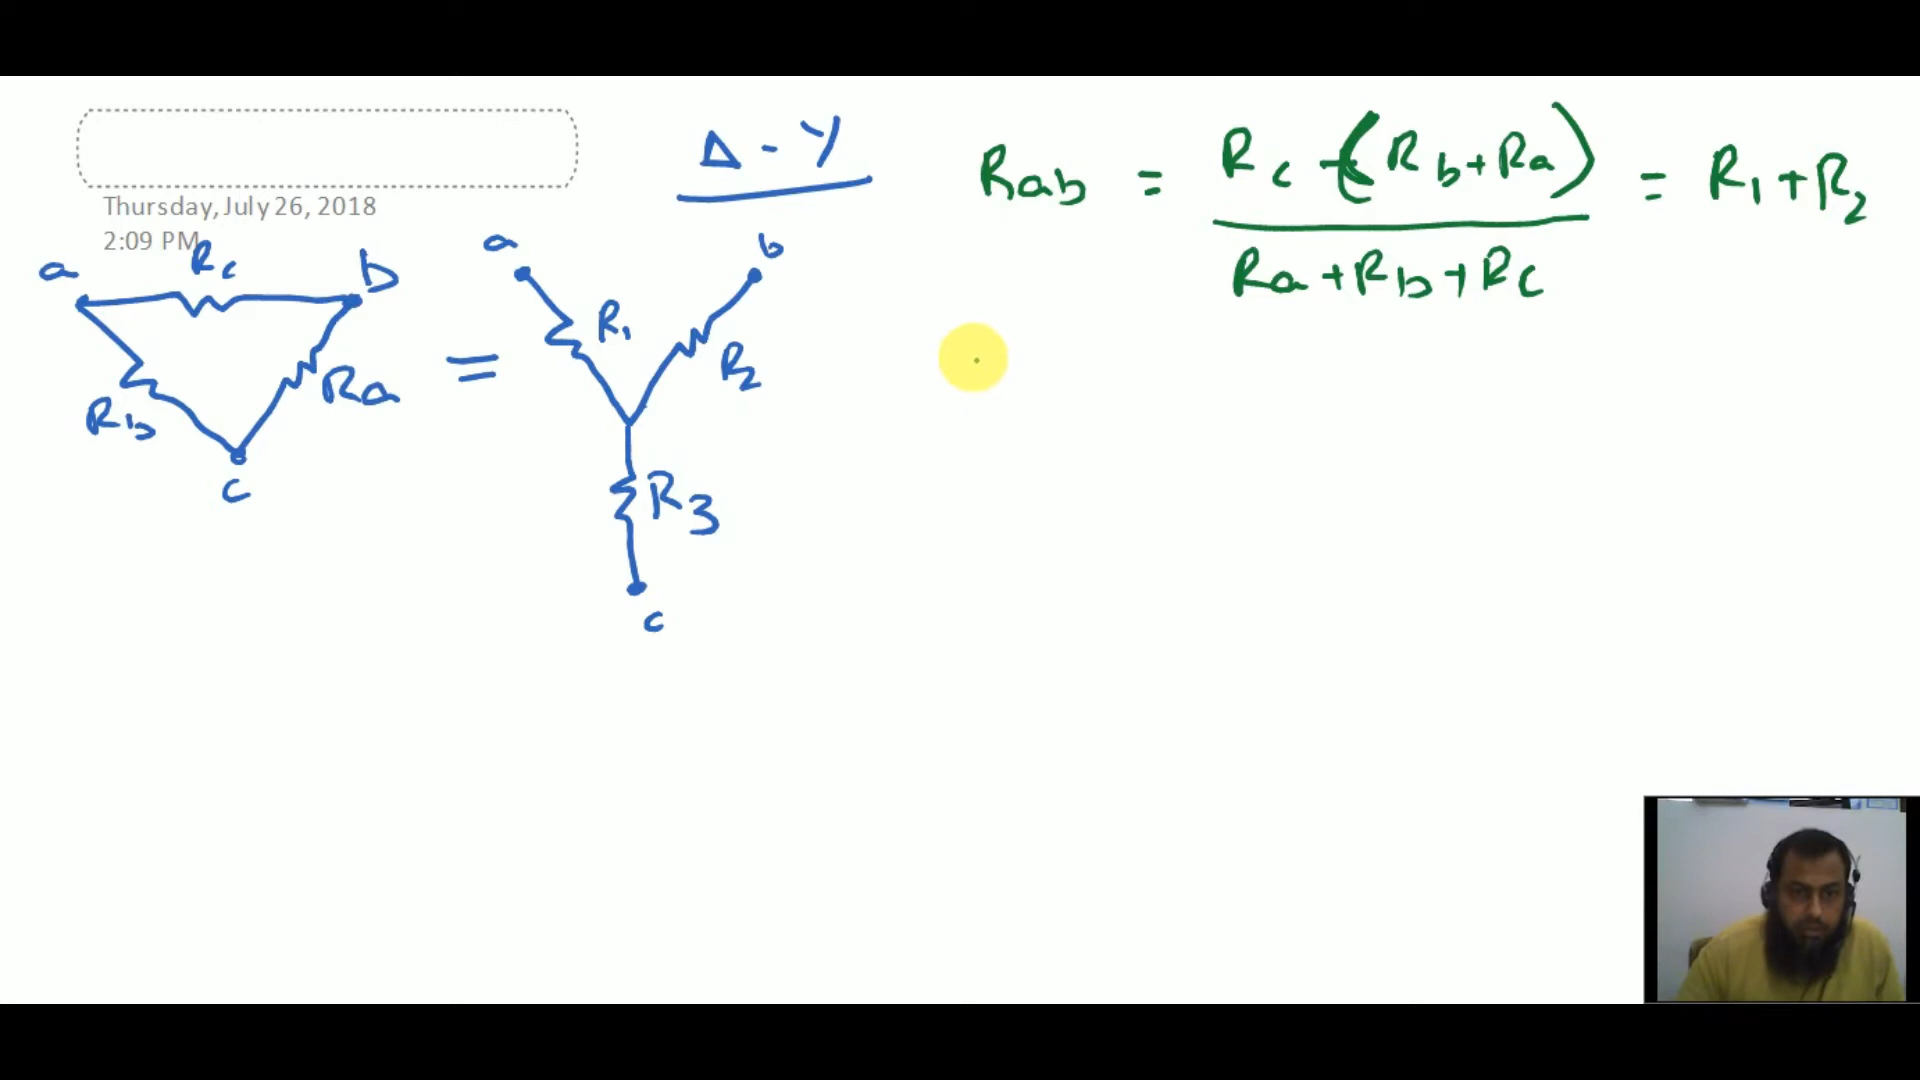 Δ - Y
Thursday, July 26, 2018
2:09 PM
a Rc b
Rb Ra
c
=
a b
R1 R2
R3
c
Rab = Rc (Rb+Ra) / Ra+Rb+Rc = R1+R2